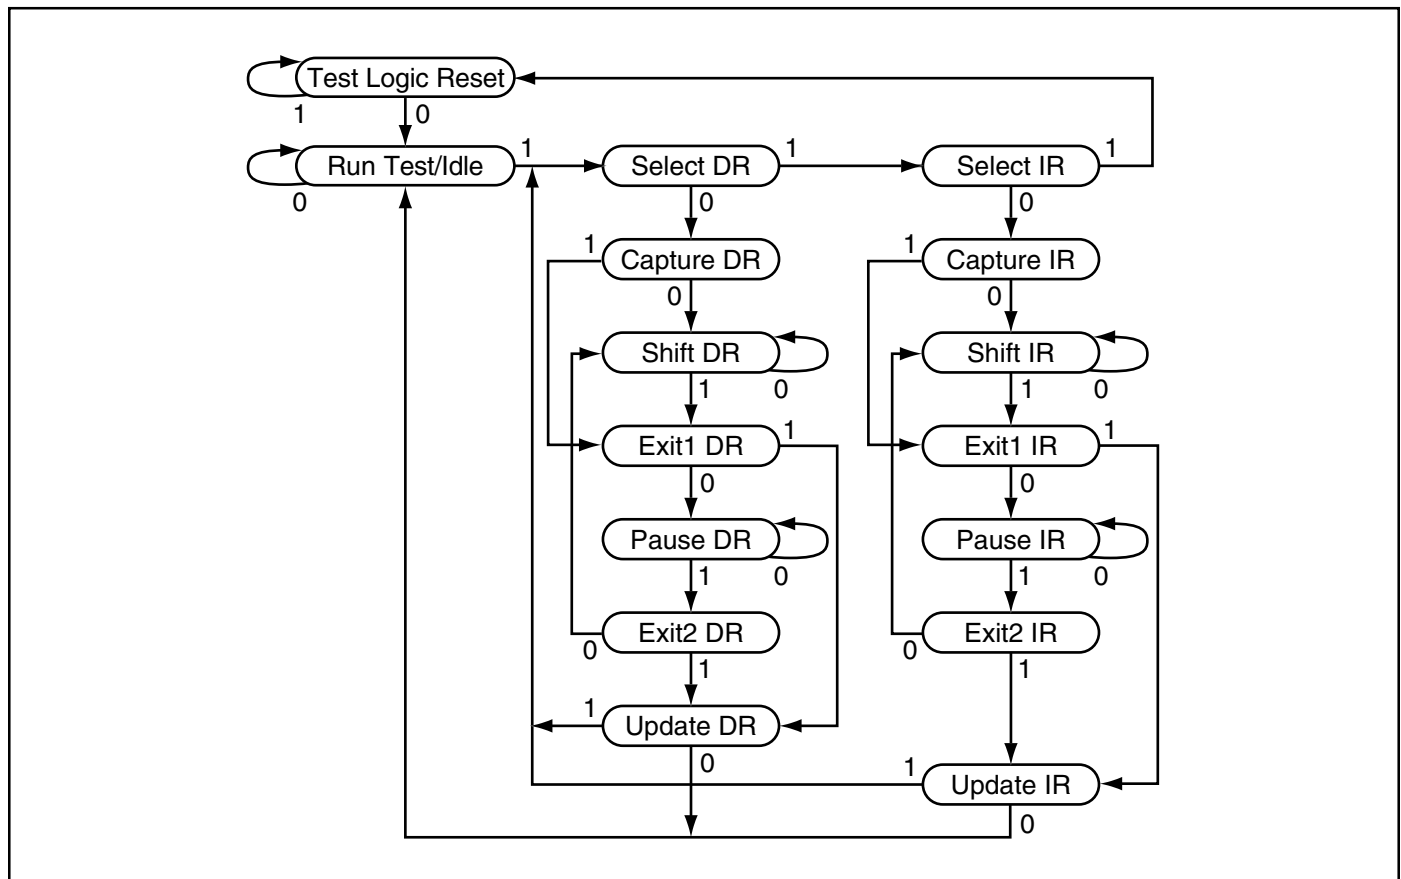 Test Logic Reset
1 0
Run Test/Idle 1 Select DR 1 Select IR 1
0 0 0
1 Capture DR 1 Capture IR
0 0
Shift DR Shift IR
1 0 1 0
Exit1 DR 1 Exit1 IR 1
0 0
Pause DR Pause IR
1 0 1 0
Exit2 DR Exit2 IR
0 1 0 1
1 Update DR
0
1 Update IR
0